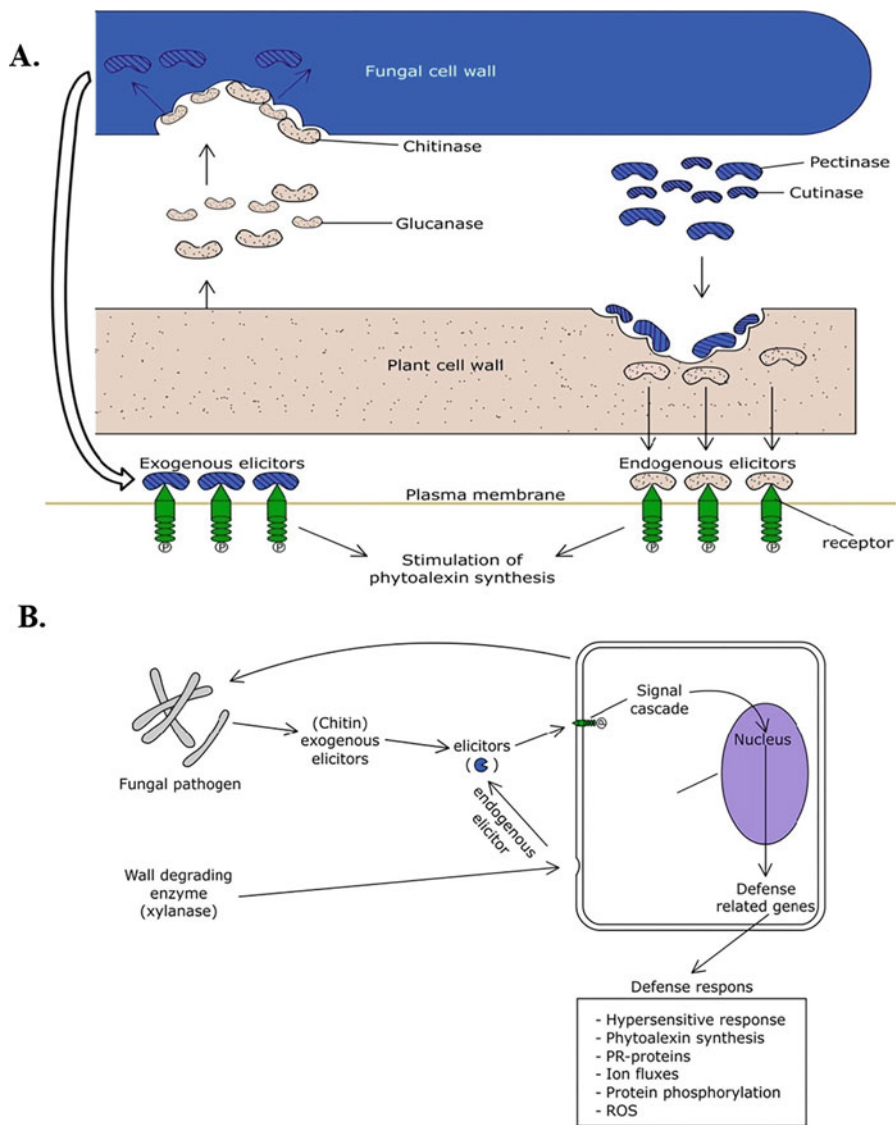 A.
Fungal cell wall
Chitinase
Glucanase
Pectinase
Cutinase
Plant cell wall
Exogenous elicitors
Endogenous elicitors
Plasma membrane
P
P
P
P
P
P
receptor
Stimulation of
phytoalexin synthesis
B.
Fungal pathogen
(Chitin)
exogenous
elicitors
elicitors
( )
endogenous
elicitor
Wall degrading
enzyme
(xylanase)
P
Signal
cascade
Nucleus
Defense
related genes
Defense respons
- Hypersensitive response
- Phytoalexin synthesis
- PR-proteins
- Ion fluxes
- Protein phosphorylation
- ROS